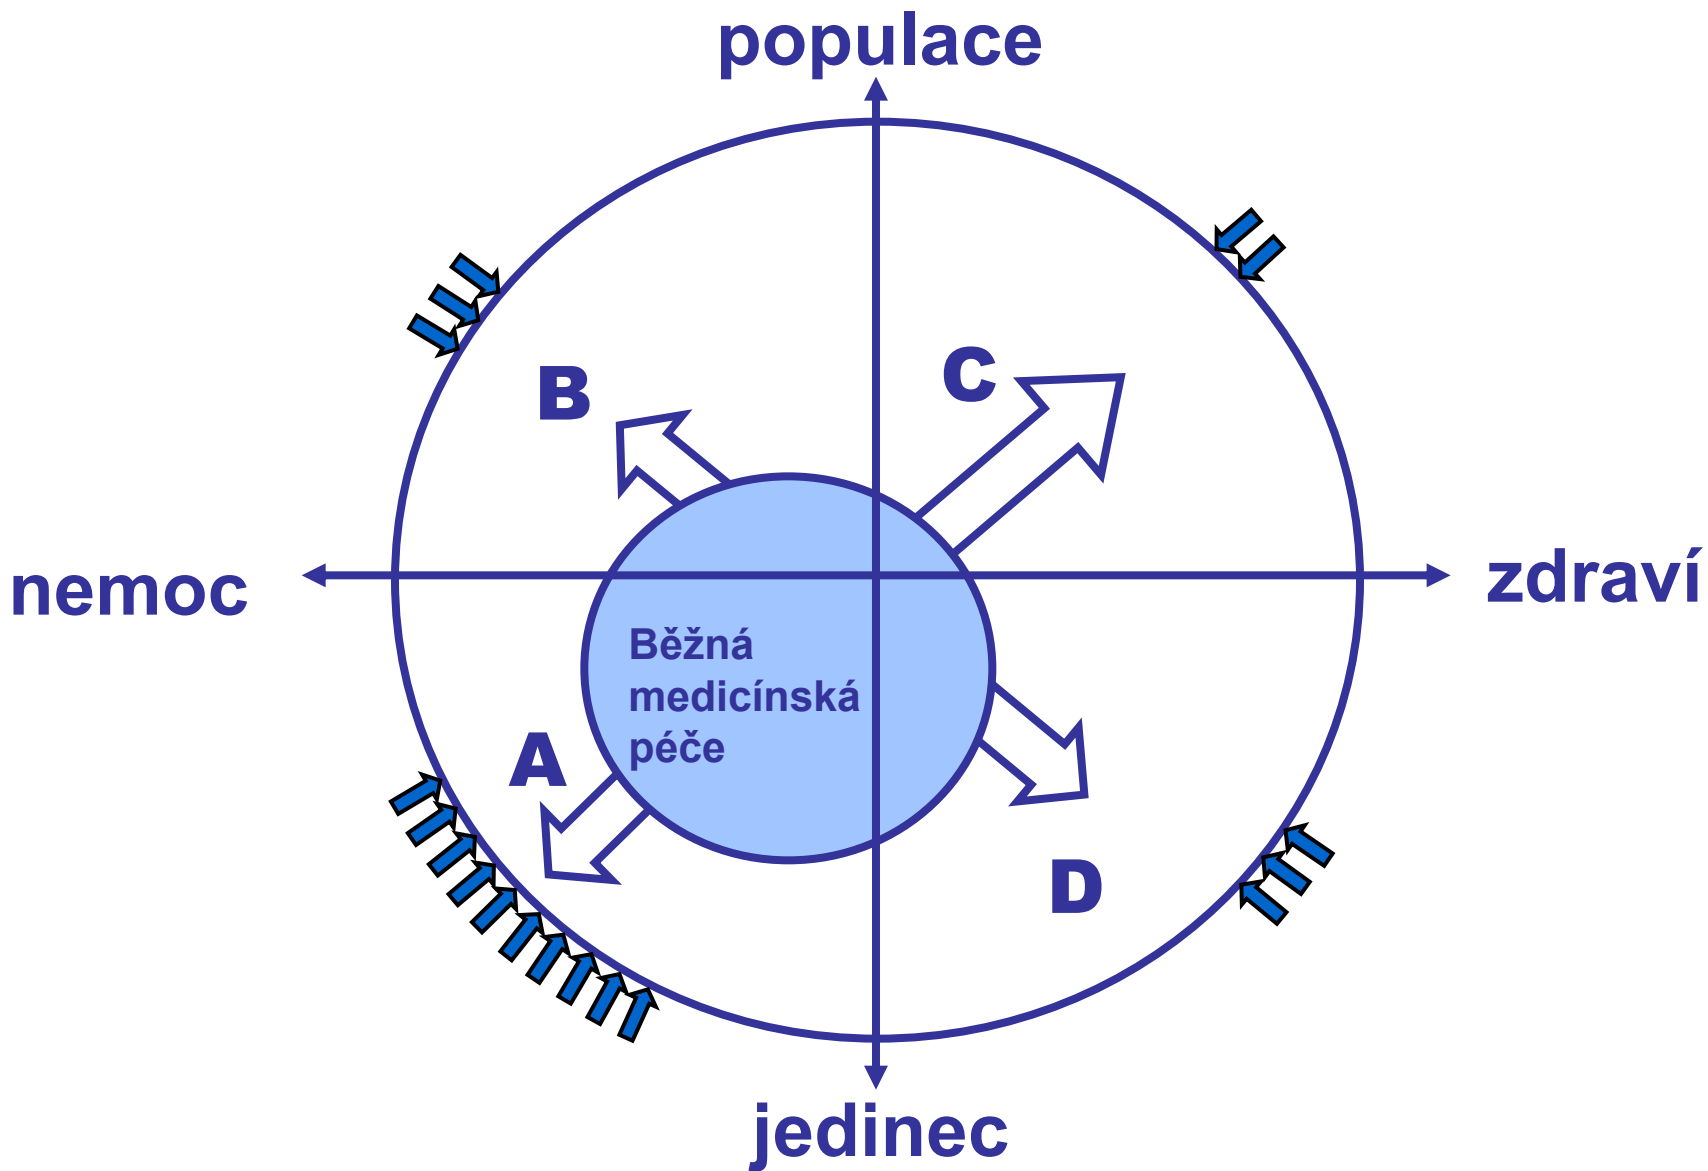 populace
C
B
nemoc
zdraví
Běžná
medicínská
péče
A
D
jedinec